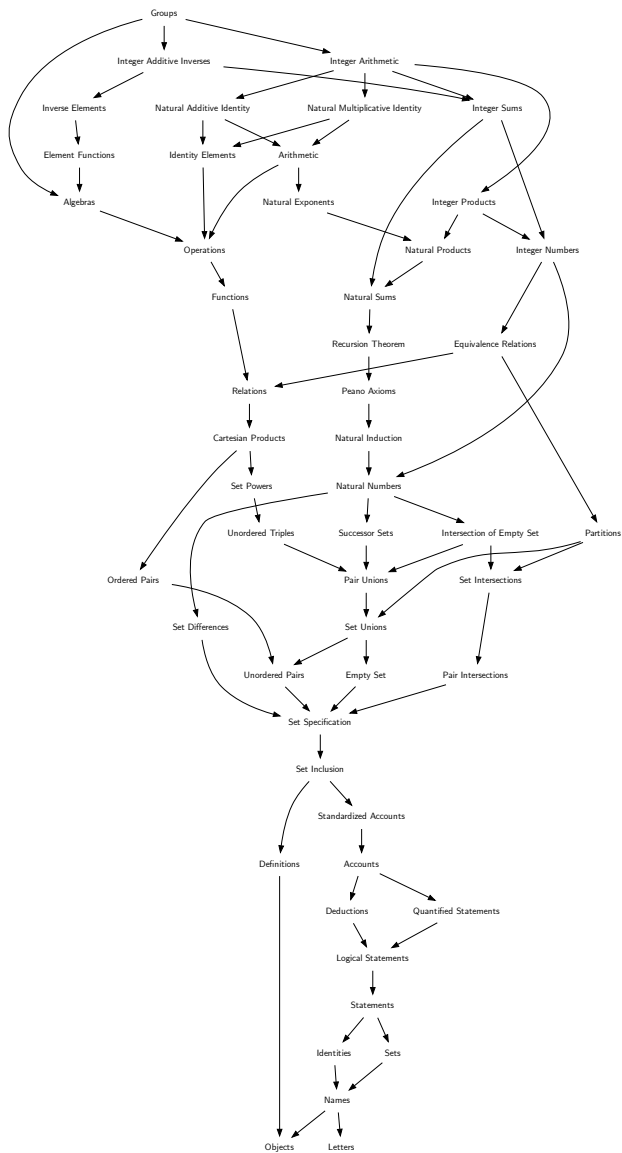 Groups
Integer Additive Inverses
Integer Arithmetic
Inverse Elements
Natural Additive Identity
Natural Multiplicative Identity
Integer Sums
Element Functions
Identity Elements
Arithmetic
Algebras
Natural Exponents
Integer Products
Operations
Natural Products
Integer Numbers
Functions
Natural Sums
Recursion Theorem
Equivalence Relations
Relations
Peano Axioms
Cartesian Products
Natural Induction
Set Powers
Natural Numbers
Unordered Triples
Successor Sets
Intersection of Empty Set
Partitions
Ordered Pairs
Pair Unions
Set Intersections
Set Differences
Set Unions
Unordered Pairs
Empty Set
Pair Intersections
Set Specification
Set Inclusion
Standardized Accounts
Definitions
Accounts
Deductions
Quantified Statements
Logical Statements
Statements
Identities
Sets
Names
Objects
Letters